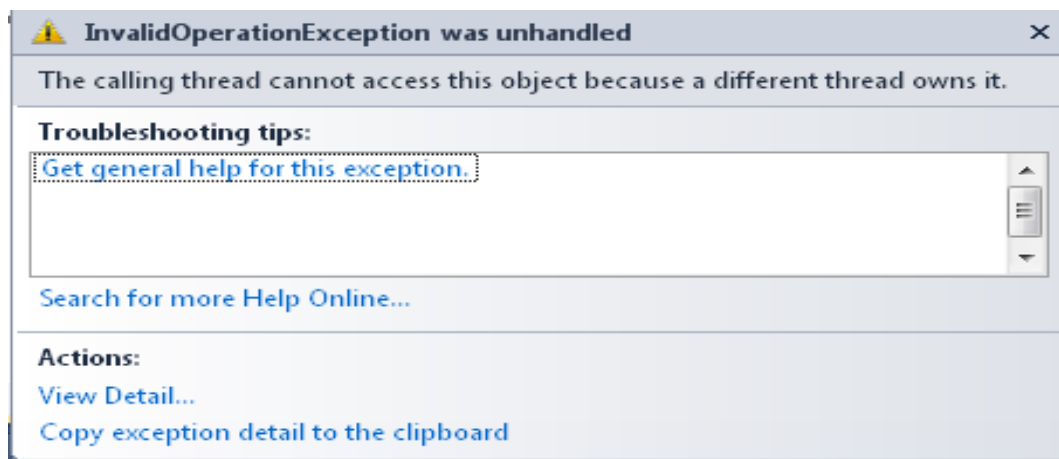 InvalidOperationException was unhandled
The calling thread cannot access this object because a different thread owns it.
Troubleshooting tips:
Get general help for this exception.
Search for more Help Online...
Actions:
View Detail...
Copy exception detail to the clipboard